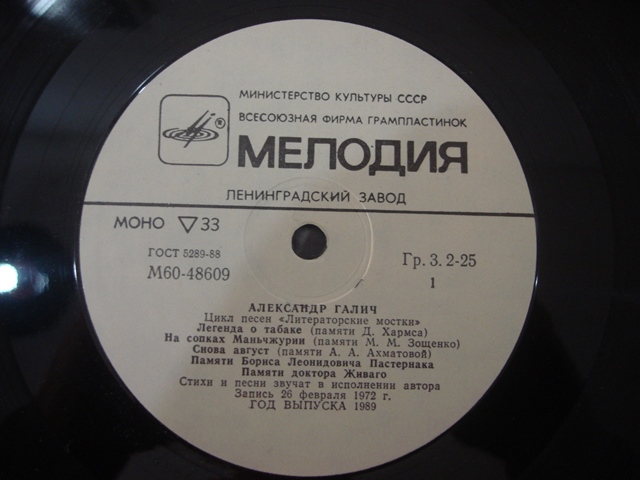 МИНИСТЕРСТВО КУЛЬТУРЫ СССР
ВСЕСОЮЗНАЯ ФИРМА ГРАМПЛАСТИНОК
МЕЛОДИЯ
ЛЕНИНГРАДСКИЙ ЗАВОД
МОНО ▽ 33
ГОСТ 5289-88
М60-48609
Гр. 3. 2-25
1
АЛЕКСАНДР ГАЛИЧ
Цикл песен «Литераторские мостки»
Легенда о табаке (памяти Д. Хармса)
На сопках Маньчжурии (памяти М. М. Зощенко)
Снова август (памяти А. А. Ахматовой)
Памяти Бориса Леонидовича Пастернака
Памяти доктора Живаго
Стихи и песни звучат в исполнении автора
Запись 26 февраля 1972 г.
ГОД ВЫПУСКА 1989